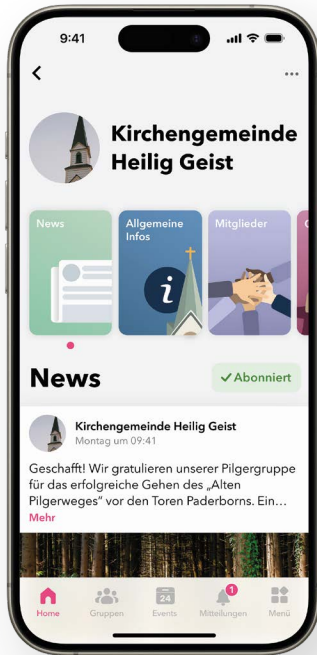 9:41
Kirchengemeinde
Heilig Geist
News
Allgemeine
Infos
Mitglieder
i
News
✓ Abonniert
Kirchengemeinde Heilig Geist
Montag um 09:41
Geschafft! Wir gratulieren unserer Pilgergruppe
für das erfolgreiche Gehen des „Alten
Pilgerweges“ vor den Toren Paderborns. Ein...
Mehr
24
1
Home
Gruppen
Events
Mitteilungen
Menü